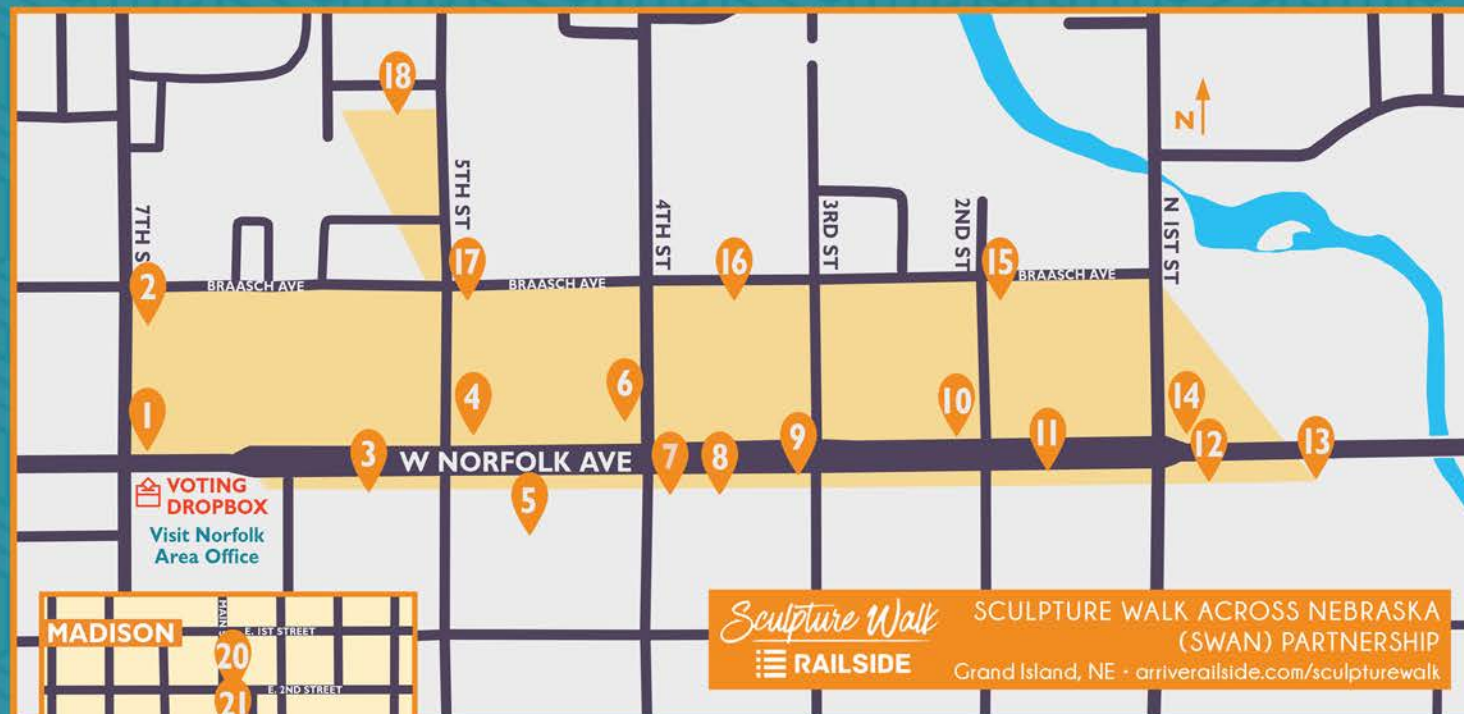 18
N
5TH ST
7TH S
4TH ST
3RD ST
2ND ST
N 1ST ST
2
17
16
15
BRAASCH AVE
BRAASCH AVE
BRAASCH AVE
1
4
6
10
14
3
W NORFOLK AVE
7
8
9
11
12
13
5
VOTING
DROPBOX
Visit Norfolk
Area Office
MADISON
MAIN S
E. 1ST STREET
20
E. 2ND STREET
21
Sculpture Walk
RAILSIDE
SCULPTURE WALK ACROSS NEBRASKA
(SWAN) PARTNERSHIP
Grand Island, NE • arriverailside.com/sculpturewalk